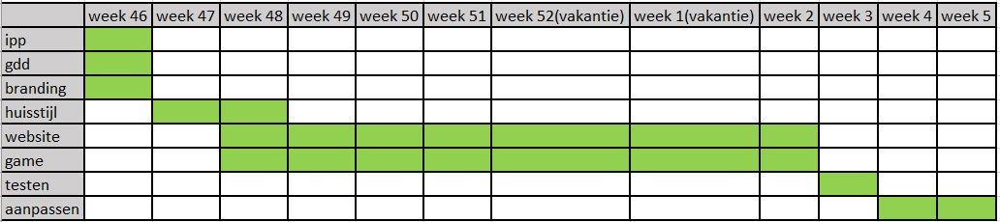 week 46 week 47 week 48 week 49 week 50 week 51 week 52(vakantie) week 1(vakantie) week 2 week 3 week 4 week 5
ipp
gdd
branding
huisstijl
website
game
testen
aanpassen